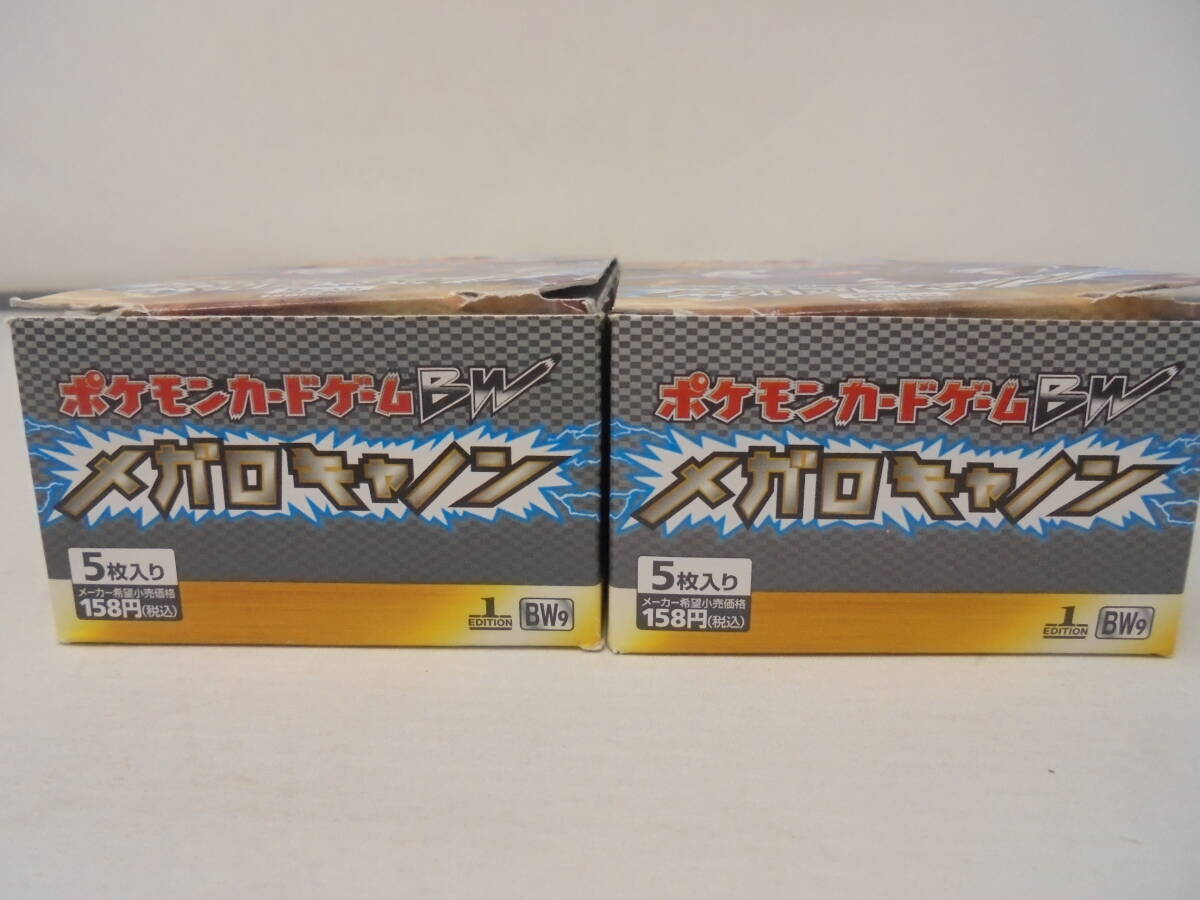 ポケモンカードゲームBW
メガロキャノン
5枚入り
メーカー希望小売価格
158円(税込)
1
EDITION
BW9
ポケモンカードゲームBW
メガロキャノン
5枚入り
メーカー希望小売価格
158円(税込)
1
EDITION
BW9